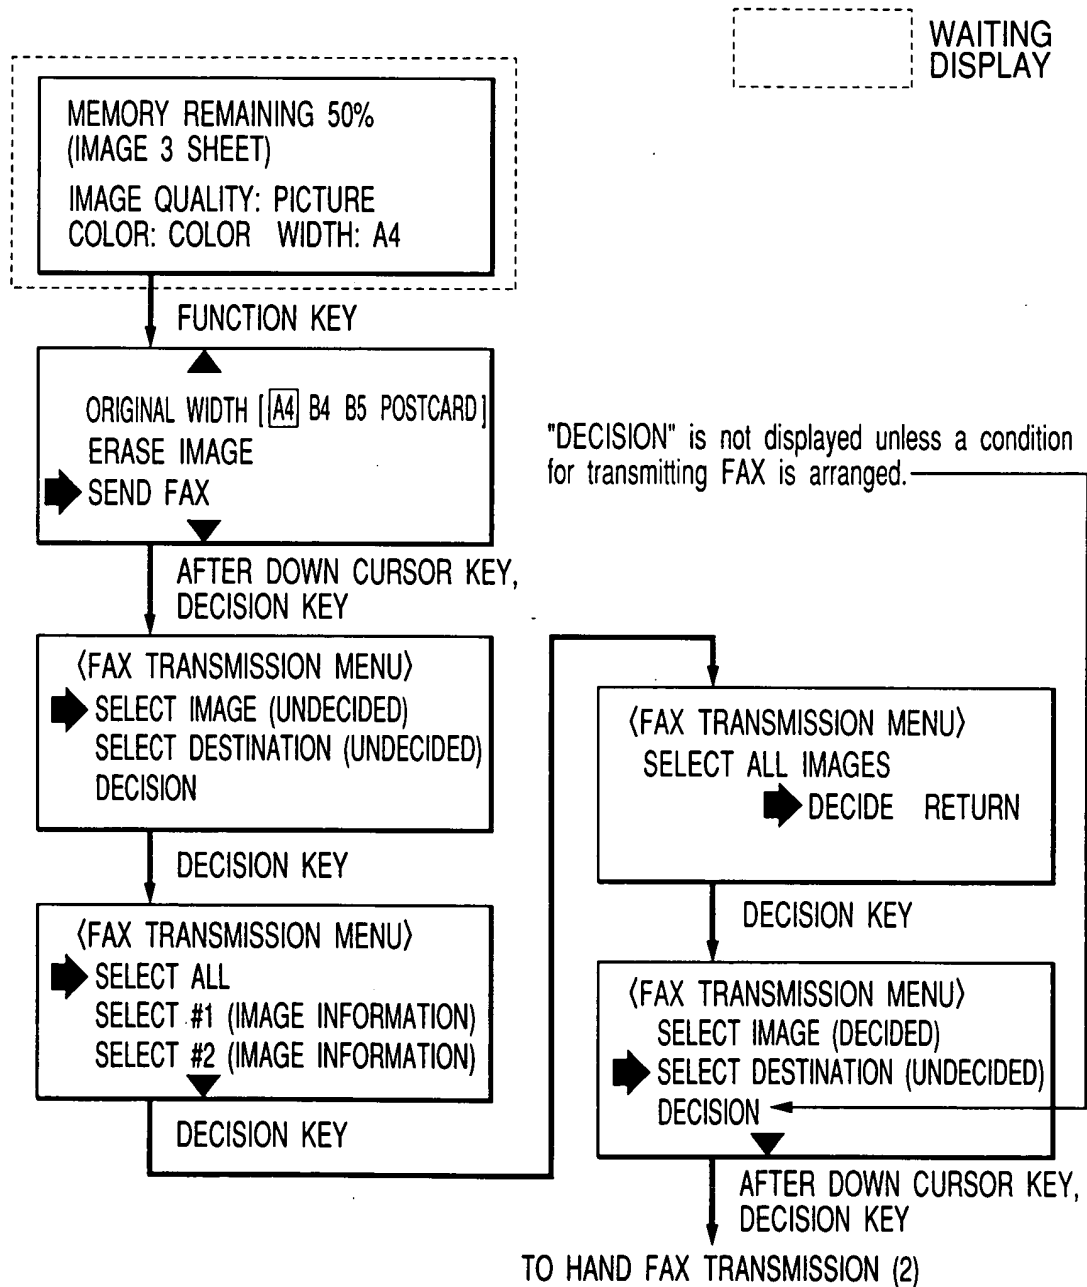 WAITING
DISPLAY
MEMORY REMAINING 50%
(IMAGE 3 SHEET)
IMAGE QUALITY: PICTURE
COLOR: COLOR WIDTH: A4
FUNCTION KEY
ORIGINAL WIDTH [A4 B4 B5 POSTCARD]
ERASE IMAGE
SEND FAX
AFTER DOWN CURSOR KEY,
DECISION KEY
〈FAX TRANSMISSION MENU〉
SELECT IMAGE (UNDECIDED)
SELECT DESTINATION (UNDECIDED)
DECISION
DECISION KEY
〈FAX TRANSMISSION MENU〉
SELECT ALL
SELECT #1 (IMAGE INFORMATION)
SELECT #2 (IMAGE INFORMATION)
DECISION KEY
"DECISION" is not displayed unless a condition
for transmitting FAX is arranged.
〈FAX TRANSMISSION MENU〉
SELECT ALL IMAGES
DECIDE RETURN
DECISION KEY
〈FAX TRANSMISSION MENU〉
SELECT IMAGE (DECIDED)
SELECT DESTINATION (UNDECIDED)
DECISION
AFTER DOWN CURSOR KEY,
DECISION KEY
TO HAND FAX TRANSMISSION (2)